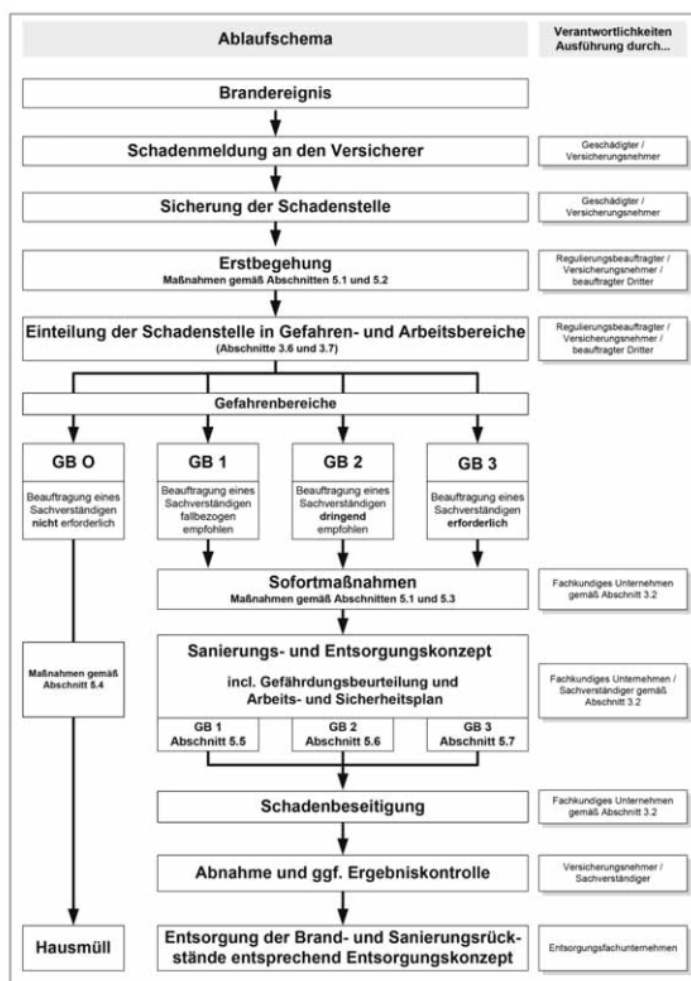 Ablaufschema
Verantwortlichkeiten
Ausführung durch...
Brandereignis
Schadenmeldung an den Versicherer
Geschädigter /
Versicherungsnehmer
Sicherung der Schadenstelle
Geschädigter /
Versicherungsnehmer
Erstbegehung
Maßnahmen gemäß Abschnitten 5.1 und 5.2
Regulierungsbeauftragter /
Versicherungsnehmer /
beauftragter Dritter
Einteilung der Schadenstelle in Gefahren- und Arbeitsbereiche
(Abschnitte 3.6 und 3.7)
Regulierungsbeauftragter /
Versicherungsnehmer /
beauftragter Dritter
Gefahrenbereiche
GB O
Beauftragung eines
Sachverständigen
nicht erforderlich
GB 1
Beauftragung eines
Sachverständigen
fallbezogen
empfohlen
GB 2
Beauftragung eines
Sachverständigen
dringend
empfohlen
GB 3
Beauftragung eines
Sachverständigen
erforderlich
Sofortmaßnahmen
Maßnahmen gemäß Abschnitten 5.1 und 5.3
Fachkundiges Unternehmen
gemäß Abschnitt 3.2
Maßnahmen gemäß
Abschnitt 5.4
Sanierungs- und Entsorgungskonzept
incl. Gefährdungsbeurteilung und
Arbeits- und Sicherheitsplan
GB 1
Abschnitt 5.5
GB 2
Abschnitt 5.6
GB 3
Abschnitt 5.7
Fachkundiges Unternehmen /
Sachverständiger gemäß
Abschnitt 3.2
Schadenbeseitigung
Fachkundiges Unternehmen
gemäß Abschnitt 3.2
Abnahme und ggf. Ergebniskontrolle
Versicherungsnehmer /
Sachverständiger
Hausmüll
Entsorgung der Brand- und Sanierungsrück-
stände entsprechend Entsorgungskonzept
Entsorgungsfachunternehmen